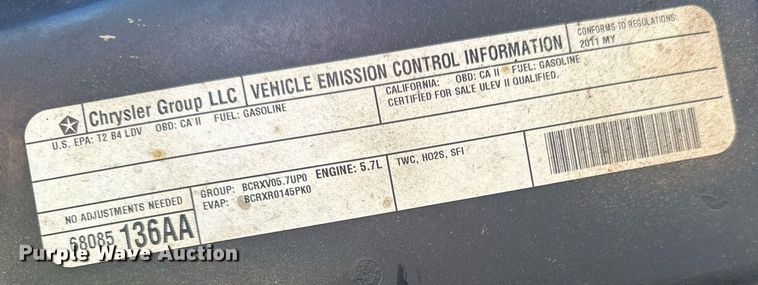 Chrysler Group LLC
VEHICLE EMISSION CONTROL INFORMATION
CONFORMS TO REGULATIONS:
2011 MY
U.S. EPA: T2 B4 LDV OBD: CA II FUEL: GASOLINE
CALIFORNIA: OBD: CA II FUEL: GASOLINE
CERTIFIED FOR SALE ULEV II QUALIFIED.
NO ADJUSTMENTS NEEDED
68085 136AA
GROUP: BCRXV05.7UP0 ENGINE: 5.7L
EVAP: BCRXR0145PK0
TWC, HO2S, SFI
Purple Wave Auction